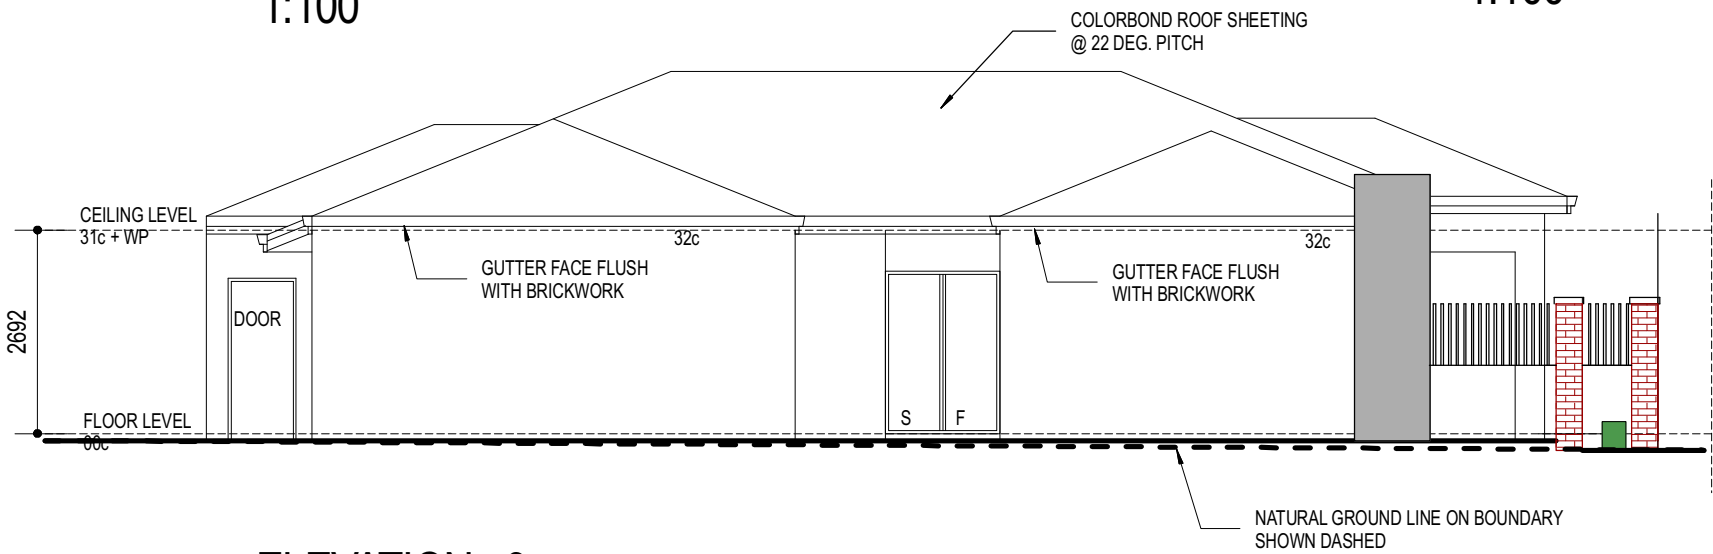 1:100
COLORBOND ROOF SHEETING
@ 22 DEG. PITCH
CEILING LEVEL
31c + WP
32c
32c
GUTTER FACE FLUSH
WITH BRICKWORK
GUTTER FACE FLUSH
WITH BRICKWORK
DOOR
2692
FLOOR LEVEL
00c
S F
NATURAL GROUND LINE ON BOUNDARY
SHOWN DASHED
ELEVATION